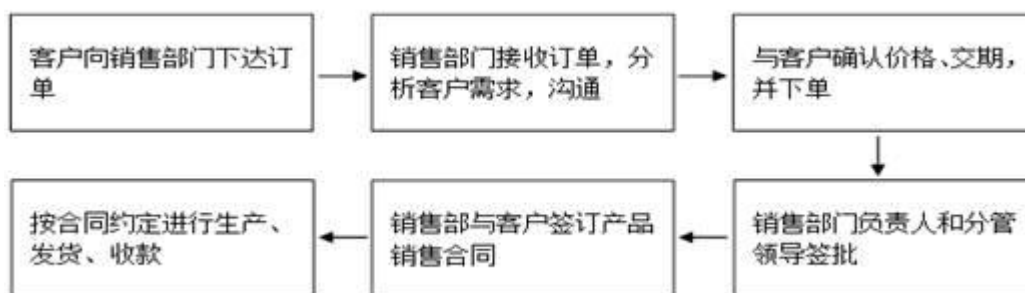 客户向销售部门下达订
单
销售部门接收订单，分
析客户需求，沟通
与客户确认价格、交期，
并下单
销售部门负责人和分管
领导签批
销售部与客户签订产品
销售合同
按合同约定进行生产、
发货、收款